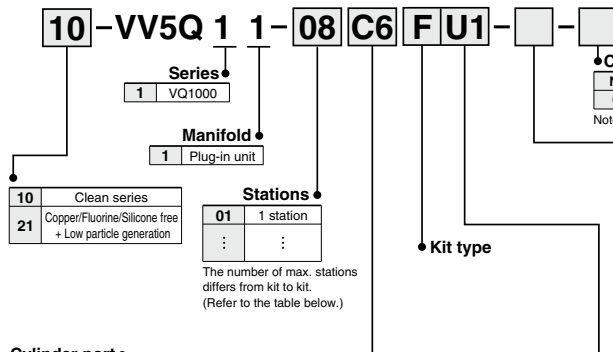 10-VV5Q 1 1-08 C6 F U1- -
Series
1 VQ1000
Manifold
1 Plug-in unit
10 Clean series
21 Copper/Fluorine/Silicone free + Low particle generation
Stations
01 1 station
⋮ ⋮
The number of max. stations
differs from kit to kit.
(Refer to the table below.)
Kit type
Cylinder port